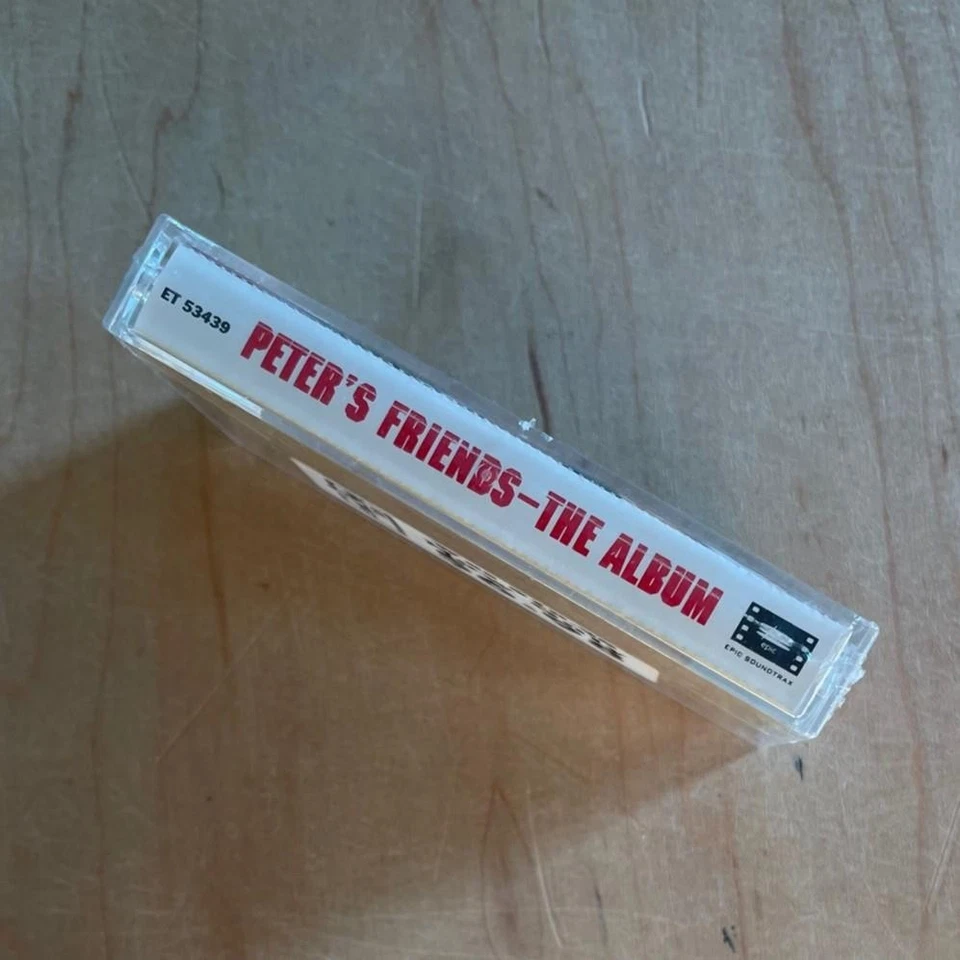 ET 53439
PETER'S FRIENDS-THE ALBUM
epic
EPIC SOUNDTRAX